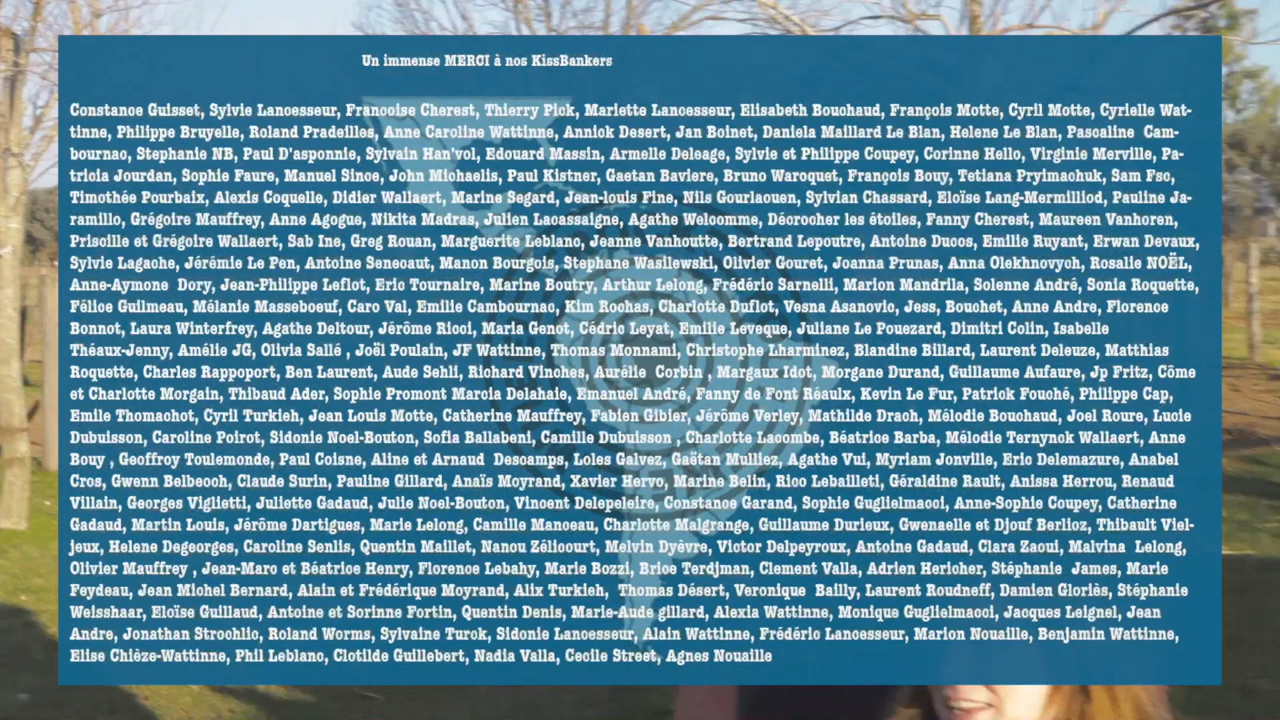 Un immense MERCI à nos KissBankers
Constance Guisset, Sylvie Lancesseur, Françoise Cherest, Thierry Pick, Mariette Lancesseur, Elisabeth Bouchaud, François Motte, Cyril Motte, Cyrielle Wat-
tinne, Philippe Bruyelle, Roland Pradeilles, Anne Caroline Wattinne, Annick Desert, Jan Boinet, Daniela Maillard Le Blan, Helene Le Blan, Pascaline Cam-
bournac, Stephanie NB, Paul D'asponnie, Sylvain Han'vol, Edouard Massin, Armelle Deleage, Sylvie et Philippe Coupey, Corinne Hello, Virginie Merville, Pa-
tricia Jourdan, Sophie Faure, Manuel Since, John Michaelis, Paul Kistner, Gaetan Baviere, Bruno Waroquet, François Bouy, Tetiana Pryimachuk, Sam Fsc,
Timothée Pourbaix, Alexis Coquelle, Didier Wallaert, Marine Segard, Jean-louis Fine, Nils Gourlaouen, Sylvian Chassard, Eloïse Lang-Mermilliod, Pauline Ja-
ramillo, Grégoire Mauffrey, Anne Agogue, Nikita Madras, Julien Lacassaigne, Agathe Welcomme, Décrocher les étoiles, Fanny Cherest, Maureen Vanhoren,
Priscille et Grégoire Wallaert, Sab Ine, Greg Rouan, Marguerite Leblanc, Jeanne Vanhoutte, Bertrand Lepoutre, Antoine Ducos, Emilie Ruyant, Erwan Devaux,
Sylvie Lagache, Jérémie Le Pen, Antoine Senecaut, Manon Bourgois, Stephane Wasilewski, Olivier Gouret, Joanna Prunas, Anna Olekhnovych, Rosalie NOËL,
Anne-Aymone Dory, Jean-Philippe Leflot, Eric Tournaire, Marine Boutry, Arthur Lelong, Frédéric Sarnelli, Marion Mandrila, Solenne André, Sonia Roquette,
Félice Guilmeau, Mélanie Masseboeuf, Caro Val, Emilie Cambournac, Kim Rochas, Charlotte Duflot, Vesna Asanovic, Jess, Bouchet, Anne Andre, Florence
Bonnot, Laura Winterfrey, Agathe Deltour, Jérôme Ricci, Maria Genot, Cédric Leyat, Emilie Leveque, Juliane Le Pouezard, Dimitri Colin, Isabelle
Théaux-Jenny, Amélie JG, Olivia Sallé , Joël Poulain, JF Wattinne, Thomas Monnami, Christophe Lharminez, Blandine Billard, Laurent Deleuze, Matthias
Roquette, Charles Rappoport, Ben Laurent, Aude Sehli, Richard Vinches, Aurélie Corbin , Margaux Idot, Morgane Durand, Guillaume Aufaure, Jp Fritz, Côme
et Charlotte Morgain, Thibaud Ader, Sophie Promont Marcia Delahaie, Emanuel André, Fanny de Font Réaulx, Kevin Le Fur, Patrick Fouché, Philippe Cap,
Emile Thomachot, Cyril Turkieh, Jean Louis Motte, Catherine Mauffrey, Fabien Gibier, Jérôme Verley, Mathilde Drach, Mélodie Bouchaud, Joel Roure, Lucie
Dubuisson, Caroline Poirot, Sidonie Noel-Bouton, Sofia Ballabeni, Camille Dubuisson , Charlotte Lacombe, Béatrice Barba, Mélodie Ternynck Wallaert, Anne
Bouy , Geoffroy Toulemonde, Paul Coisne, Aline et Arnaud Descamps, Loles Galvez, Gaëtan Mulliez, Agathe Vui, Myriam Jonville, Eric Delemazure, Anabel
Cros, Gwenn Belbeoch, Claude Surin, Pauline Gillard, Anaïs Moyrand, Xavier Hervo, Marine Belin, Rico Lebailleti, Géraldine Rault, Anissa Herrou, Renaud
Villain, Georges Viglietti, Juliette Gadaud, Julie Noel-Bouton, Vincent Delepeleire, Constance Garand, Sophie Guglielmacci, Anne-Sophie Coupey, Catherine
Gadaud, Martin Louis, Jérôme Dartigues, Marie Lelong, Camille Manceau, Charlotte Malgrange, Guillaume Durieux, Gwenaelle et Djouf Berlioz, Thibault Viel-
jeux, Helene Degeorges, Caroline Senlis, Quentin Maillet, Nanou Zélicourt, Melvin Dyèvre, Victor Delpeyroux, Antoine Gadaud, Clara Zaoui, Malvina Lelong,
Olivier Mauffrey , Jean-Marc et Béatrice Henry, Florence Lebahy, Marie Bozzi, Brice Terdjman, Clement Valla, Adrien Hericher, Stéphanie James, Marie
Feydeau, Jean Michel Bernard, Alain et Frédérique Moyrand, Alix Turkieh, Thomas Désert, Veronique Bailly, Laurent Roudneff, Damien Gloriès, Stéphanie
Weisshaar, Eloïse Guillaud, Antoine et Sorinne Fortin, Quentin Denis, Marie-Aude gillard, Alexia Wattinne, Monique Guglielmacci, Jacques Leignel, Jean
Andre, Jonathan Strochlic, Roland Worms, Sylvaine Turck, Sidonie Lancesseur, Alain Wattinne, Frédéric Lancesseur, Marion Nouaille, Benjamin Wattinne,
Elise Chièze-Wattinne, Phil Leblanc, Clotilde Guillebert, Nadia Valla, Cecile Street, Agnes Nouaille